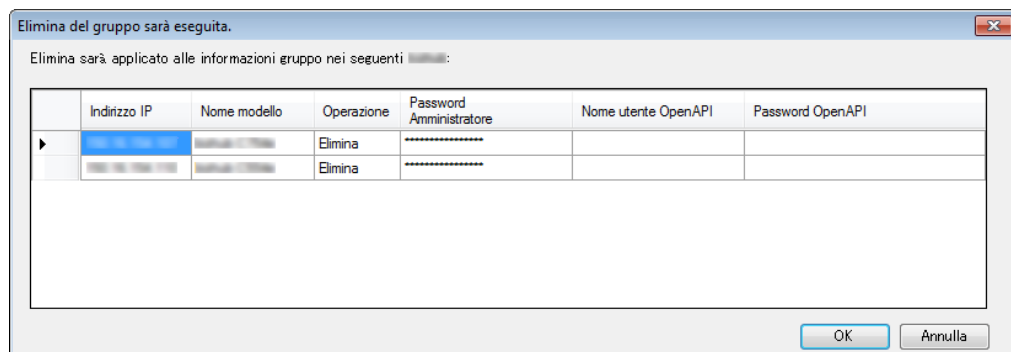 Elimina del gruppo sarà eseguita.
Elimina sarà applicato alle informazioni gruppo nei seguenti :
Indirizzo IP Nome modello Operazione Password Amministratore Nome utente OpenAPI Password OpenAPI
Elimina ****************
Elimina ****************
OK Annulla